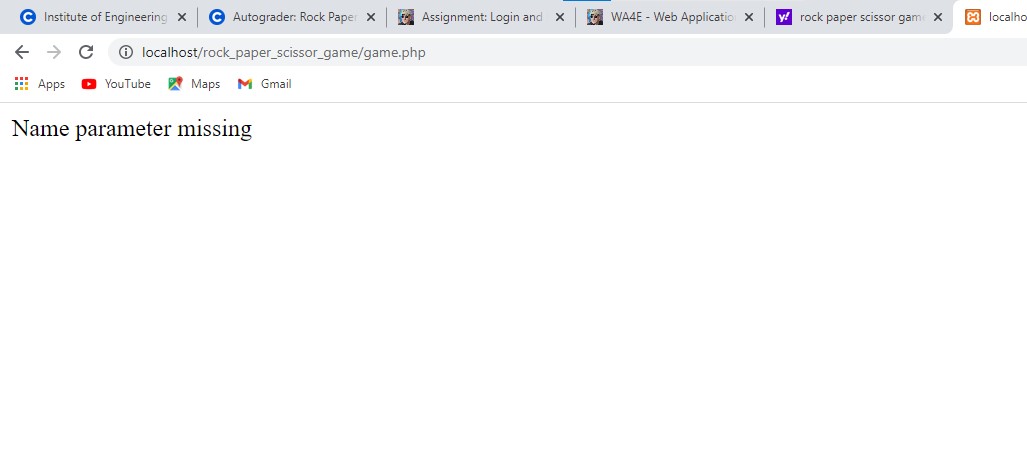 Institute of Engineering
Autograder: Rock Paper
Assignment: Login and
WA4E - Web Applicatio
rock paper scissor gam
localho
localhost/rock_paper_scissor_game/game.php
Apps
YouTube
Maps
Gmail
Name parameter missing